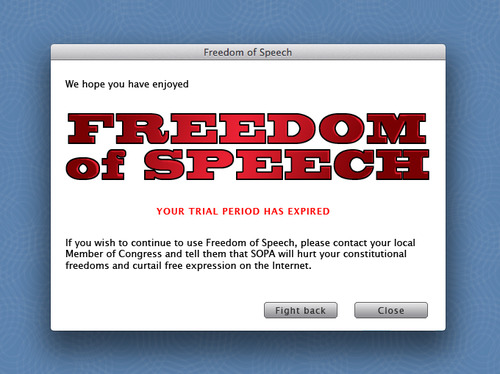 Freedom of Speech
We hope you have enjoyed
FREEDOM
of SPEECH
YOUR TRIAL PERIOD HAS EXPIRED
If you wish to continue to use Freedom of Speech, please contact your local
Member of Congress and tell them that SOPA will hurt your constitutional
freedoms and curtail free expression on the Internet.
Fight back
Close